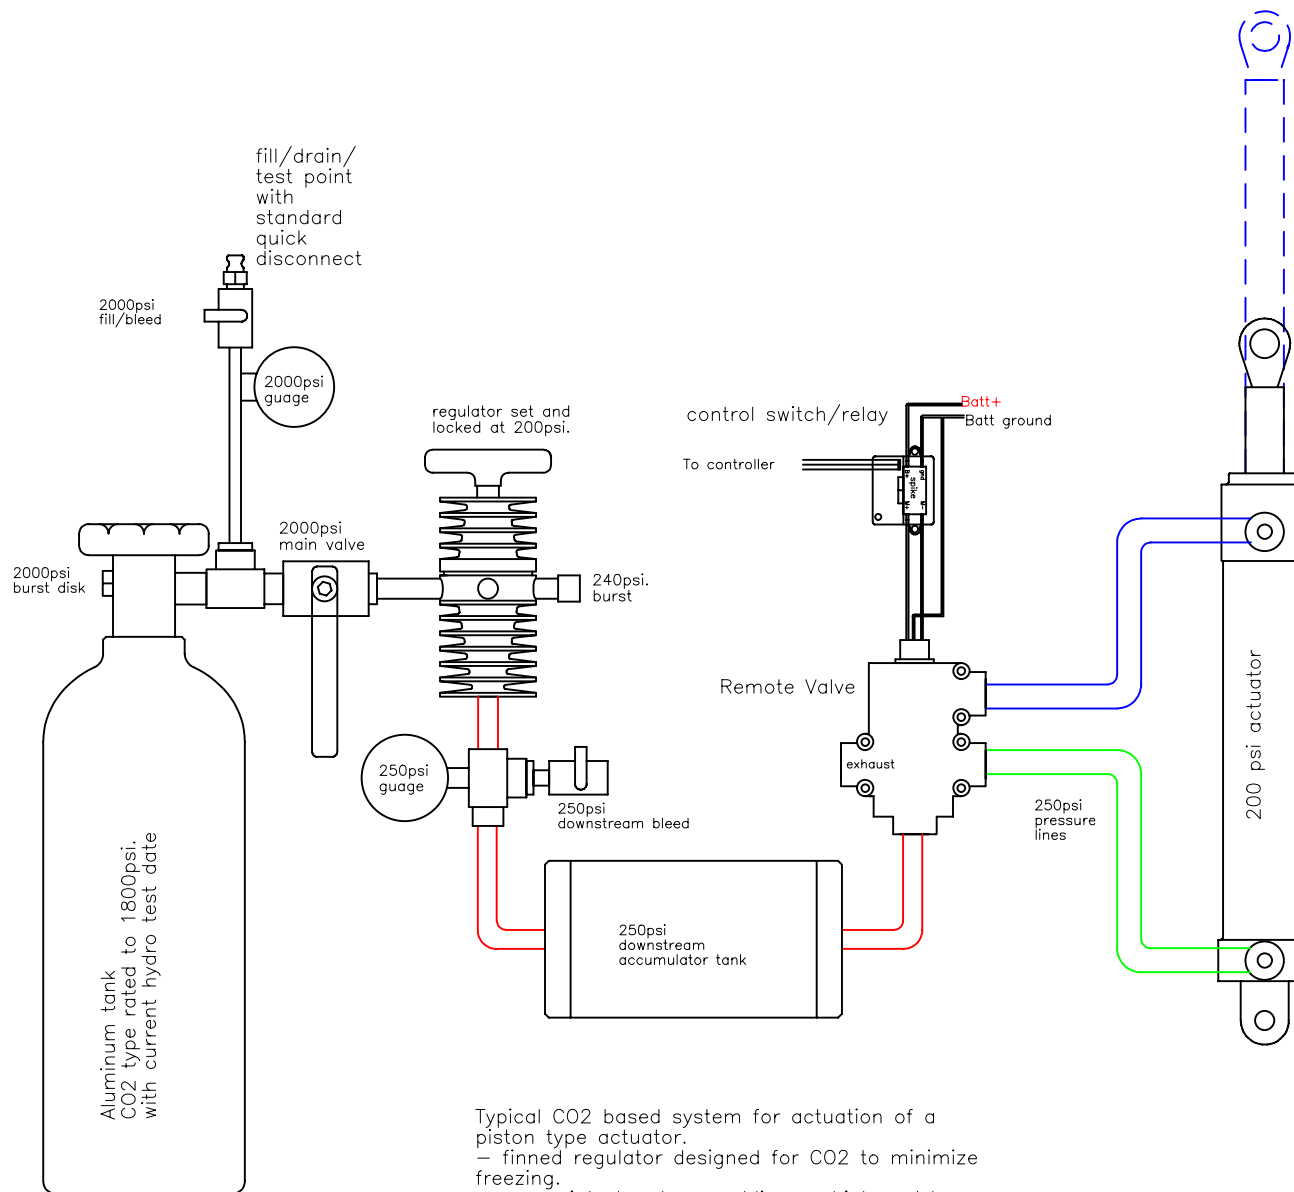 fill/drain/
test point
with
standard
quick
disconnect
2000psi
fill/bleed
2000psi
guage
regulator set and
locked at 200psi.
control switch/relay
Batt+
Batt ground
To controller
B+
gnd
spike
M+
M-
2000psi
main valve
2000psi
burst disk
240psi.
burst
Remote Valve
exhaust
250psi
guage
250psi
downstream bleed
250psi
pressure
lines
200 psi actuator
250psi
downstream
accumulator tank
Aluminum tank
CO2 type rated to 1800psi.
with current hydro test date
Typical CO2 based system for actuation of a
piston type actuator.
– finned regulator designed for CO2 to minimize
freezing.